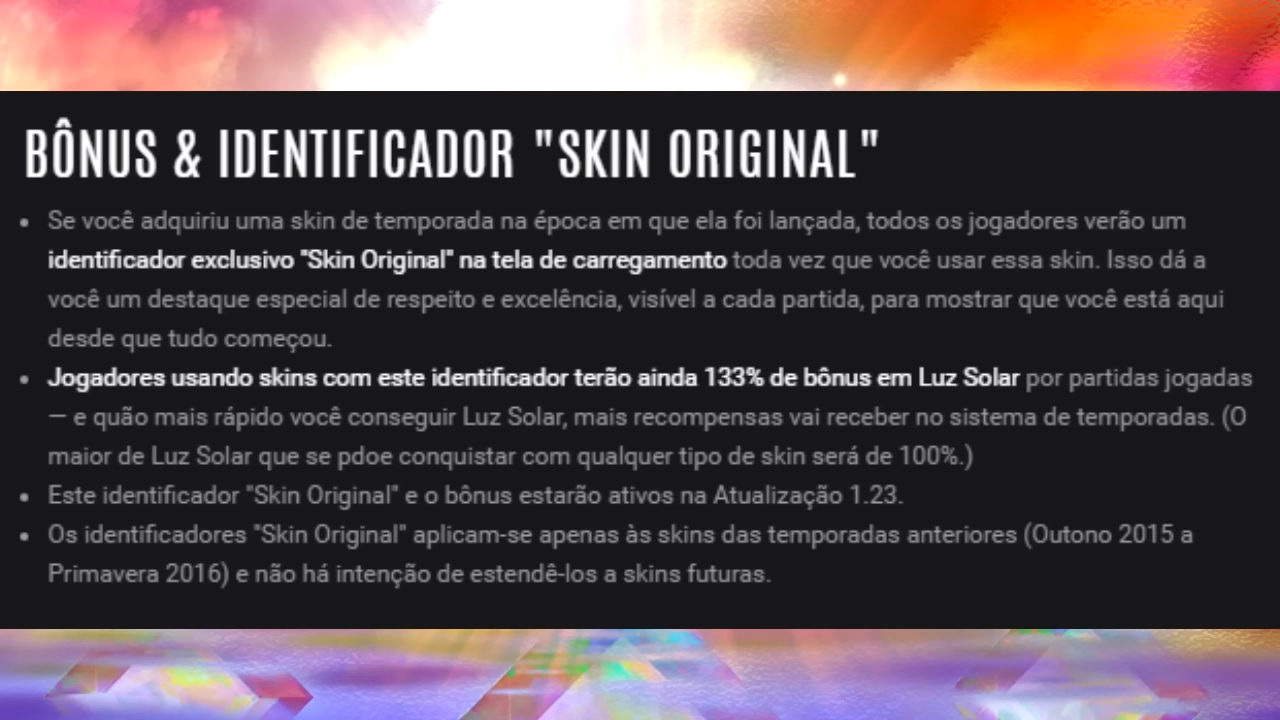 BÔNUS & IDENTIFICADOR "SKIN ORIGINAL"
• Se você adquiriu uma skin de temporada na época em que ela foi lançada, todos os jogadores verão um
identificador exclusivo "Skin Original" na tela de carregamento toda vez que você usar essa skin. Isso dá a
você um destaque especial de respeito e excelência, visível a cada partida, para mostrar que você está aqui
desde que tudo começou.
• Jogadores usando skins com este identificador terão ainda 133% de bônus em Luz Solar por partidas jogadas
— e quão mais rápido você conseguir Luz Solar, mais recompensas vai receber no sistema de temporadas. (O
maior de Luz Solar que se pdoe conquistar com qualquer tipo de skin será de 100%.)
• Este identificador "Skin Original" e o bônus estarão ativos na Atualização 1.23.
• Os identificadores "Skin Original" aplicam-se apenas às skins das temporadas anteriores (Outono 2015 a
Primavera 2016) e não há intenção de estendê-los a skins futuras.